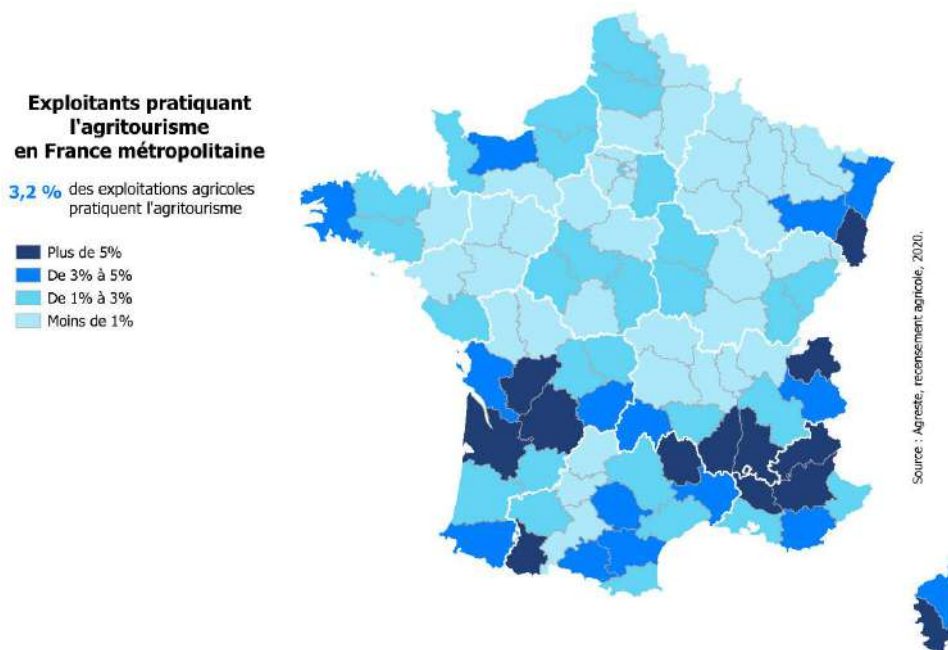 Exploitants pratiquant
l'agritourisme
en France métropolitaine
3,2 % des exploitations agricoles
pratiquent l'agritourisme
Plus de 5%
De 3% à 5%
De 1% à 3%
Moins de 1%
Source : Agreste, recensement agricole, 2020.